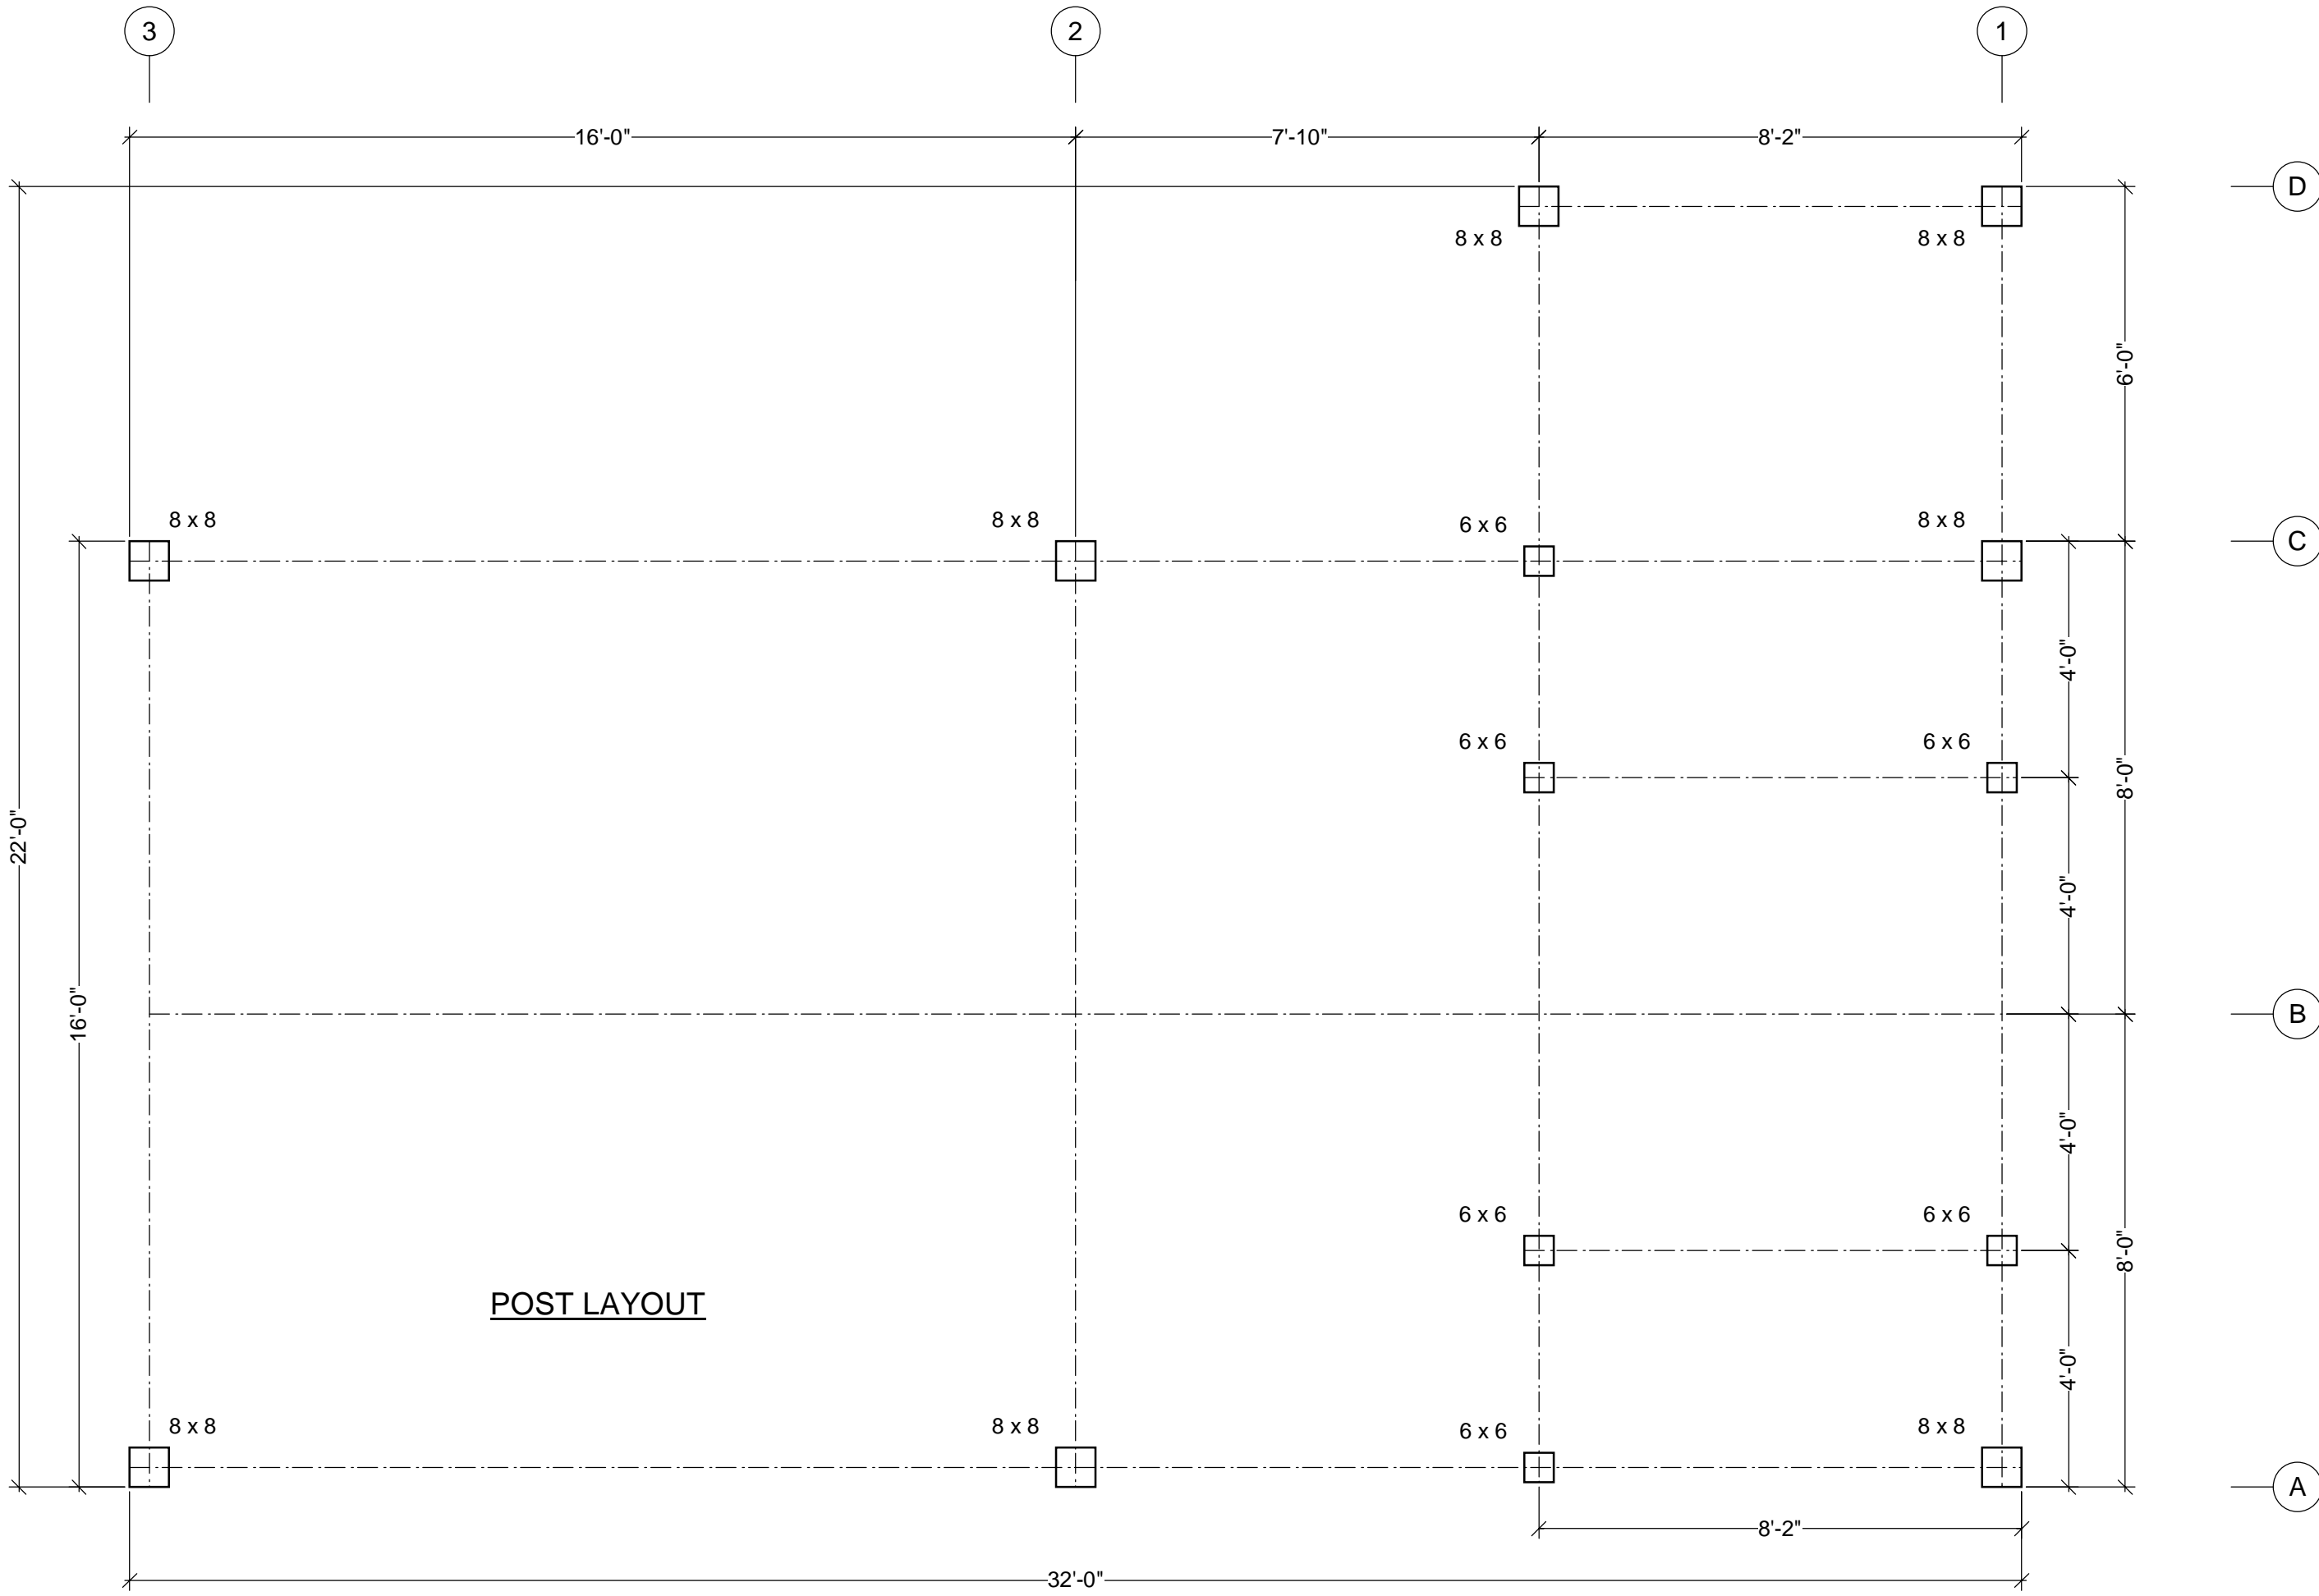 3
2
1
16'-0"
7'-10"
8'-2"
D
8 x 8
8 x 8
6'-0"
8 x 8
8 x 8
6 x 6
8 x 8
C
4'-0"
6 x 6
6 x 6
8'-0"
22'-0"
4'-0"
16'-0"
B
4'-0"
6 x 6
6 x 6
8'-0"
POST LAYOUT
4'-0"
8 x 8
8 x 8
6 x 6
8 x 8
A
8'-2"
32'-0"